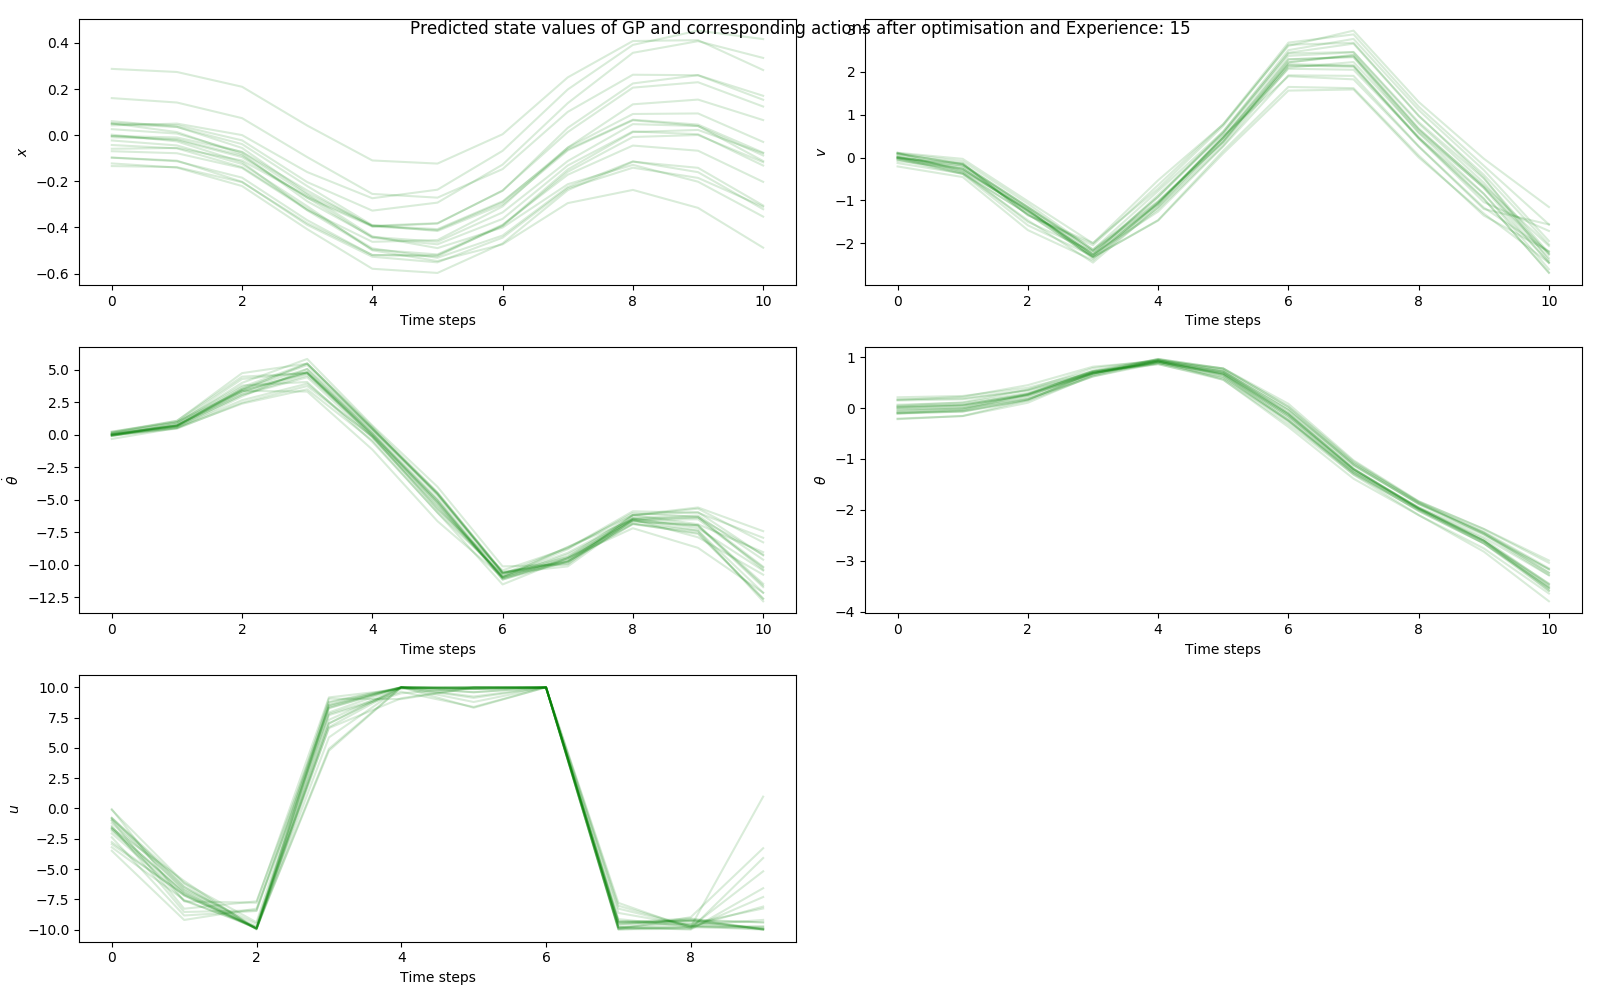 Predicted state values of GP and corresponding actions after optimisation and Experience: 15
0.4
0.2
0.0
−0.2
−0.4
−0.6
x
0 2 4 6 8 10
Time steps
3
2
1
0
−1
−2
v
0 2 4 6 8 10
Time steps
5.0
2.5
0.0
−2.5
−5.0
−7.5
−10.0
−12.5
θ̇
0 2 4 6 8 10
Time steps
1
0
−1
−2
−3
−4
θ
0 2 4 6 8 10
Time steps
10.0
7.5
5.0
2.5
0.0
−2.5
−5.0
−7.5
−10.0
u
0 2 4 6 8
Time steps